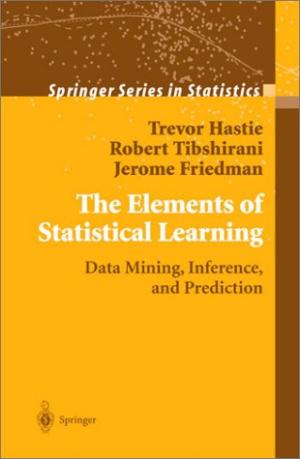 Springer Series in Statistics
Trevor Hastie
Robert Tibshirani
Jerome Friedman
The Elements of
Statistical Learning
Data Mining, Inference,
and Prediction
Springer